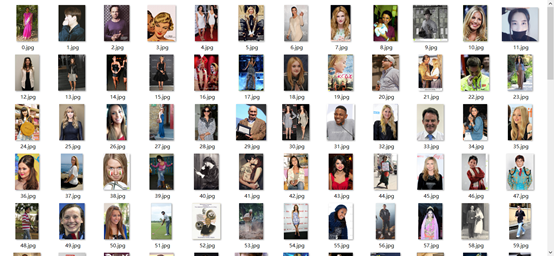 0.jpg 1.jpg 2.jpg 3.jpg 4.jpg 5.jpg 6.jpg 7.jpg 8.jpg 9.jpg 10.jpg 11.jpg
12.jpg 13.jpg 14.jpg 15.jpg 16.jpg 17.jpg 18.jpg 19.jpg 20.jpg 21.jpg 22.jpg 23.jpg
24.jpg 25.jpg 26.jpg 27.jpg 28.jpg 29.jpg 30.jpg 31.jpg 32.jpg 33.jpg 34.jpg 35.jpg
36.jpg 37.jpg 38.jpg 39.jpg 40.jpg 41.jpg 42.jpg 43.jpg 44.jpg 45.jpg 46.jpg 47.jpg
48.jpg 49.jpg 50.jpg 51.jpg 52.jpg 53.jpg 54.jpg 55.jpg 56.jpg 57.jpg 58.jpg 59.jpg